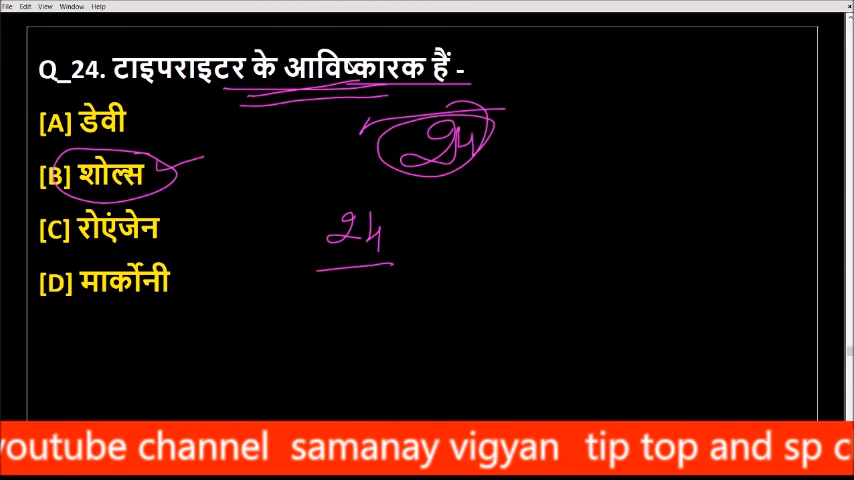 File Edit View Window Help
Q_24. टाइपराइटर के आविष्कारक हैं -
[A] डेवी
24
[B] शोल्स
[C] रोएंजेन
24
[D] मार्कोनी
youtube channel samanay vigyan tip top and sp c